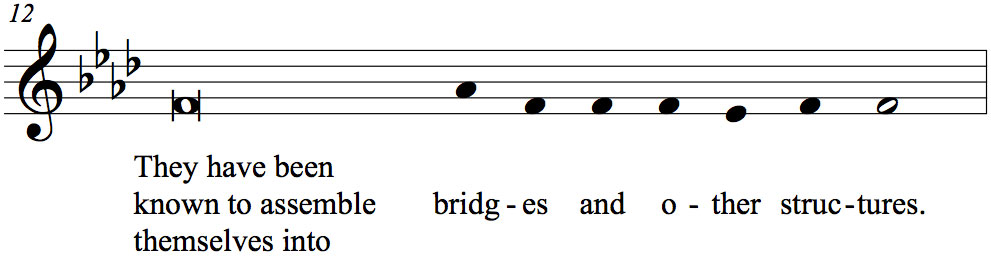 12
They have been
known to assemble bridg - es and o - ther struc - tures.
themselves into